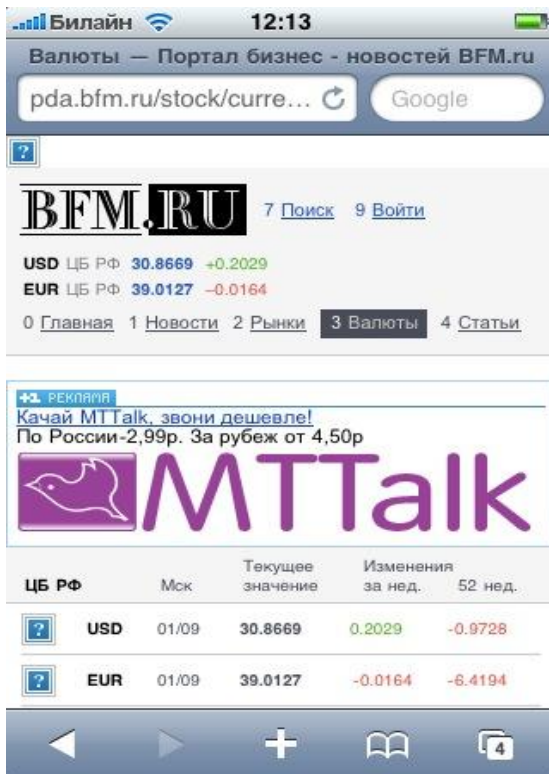 Билайн 12:13
Валюты — Портал бизнес - новостей BFM.ru
pda.bfm.ru/stock/curre... Google
BFM.RU 7 Поиск 9 Войти
USD ЦБ РФ 30.8669 +0.2029
EUR ЦБ РФ 39.0127 -0.0164
0 Главная 1 Новости 2 Рынки 3 Валюты 4 Статьи
+1 РЕКЛАМА
Качай MTTalk, звони дешевле!
По России-2,99р. За рубеж от 4,50р
MTTalk
Текущее Изменения
ЦБ РФ Мск значение за нед. 52 нед.
USD 01/09 30.8669 0.2029 -0.9728
EUR 01/09 39.0127 -0.0164 -6.4194
4